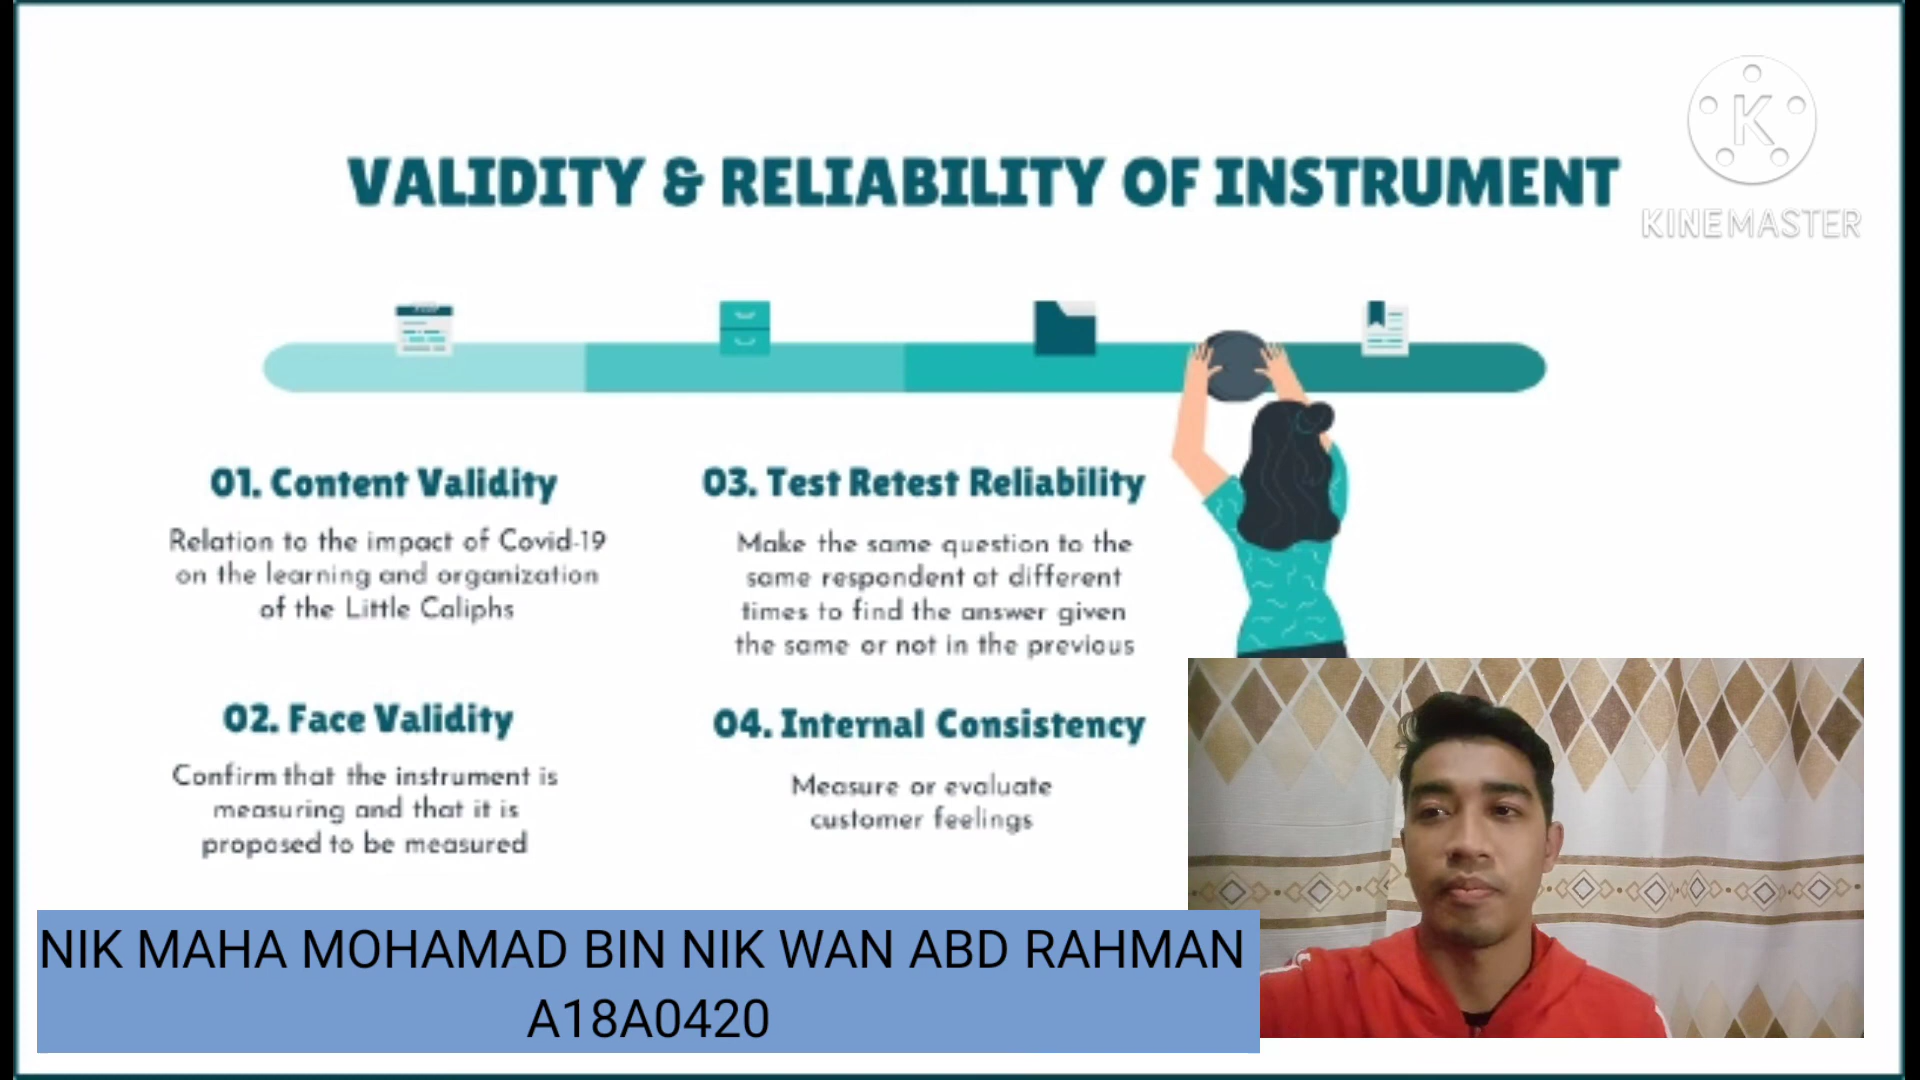 KINEMASTER
VALIDITY & RELIABILITY OF INSTRUMENT
01. Content Validity
Relation to the impact of Covid-19
on the learning and organization
of the Little Caliphs
02. Face Validity
Confirm that the instrument is
measuring and that it is
proposed to be measured
03. Test Retest Reliability
Make the same question to the
same respondent at different
times to find the answer given
the same or not in the previous
04. Internal Consistency
Measure or evaluate
customer feelings
NIK MAHA MOHAMAD BIN NIK WAN ABD RAHMAN
A18A0420